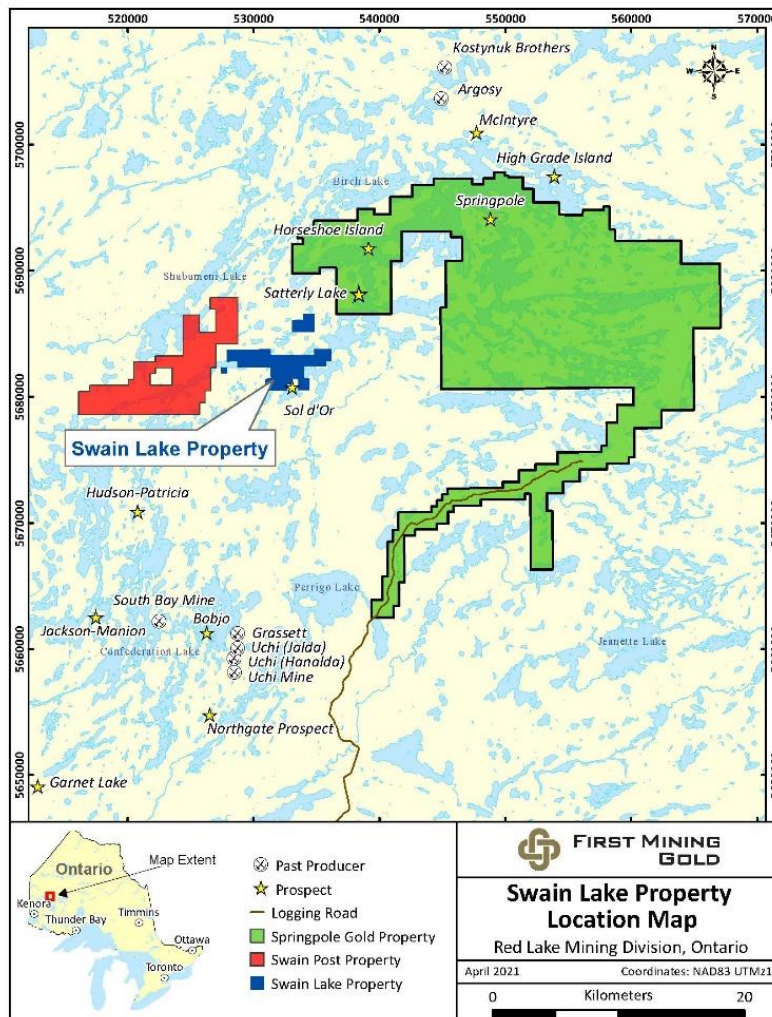 520000 530000 540000 550000 560000 57000
Kostynuk Brothers
Argosy
McIntyre
5700000
High Grade Island
Birch Lake
Springpole
Horseshoe Island
5690000
Shabumeni Lake
Satterly Lake
5680000
Sol d'Or
Swain Lake Property
Hudson-Patricia
5670000
Perrigo Lake
South Bay Mine
Bobjo
Jackson-Manion
Grassett
Uchi (Jalda)
Confederation Lake
5660000
Uchi (Hanalda)
Jeanette Lake
Uchi Mine
Northgate Prospect
5650000
Garnet Lake
N
W E
S
Ontario
Map Extent
Kenora
Thunder Bay
Timmins
Ottawa
Toronto
Past Producer
Prospect
Logging Road
Springpole Gold Property
Swain Post Property
Swain Lake Property
FIRST MINING
GOLD
Swain Lake Property
Location Map
Red Lake Mining Division, Ontario
April 2021 Coordinates: NAD83 UTMz1
Kilometers
0 20